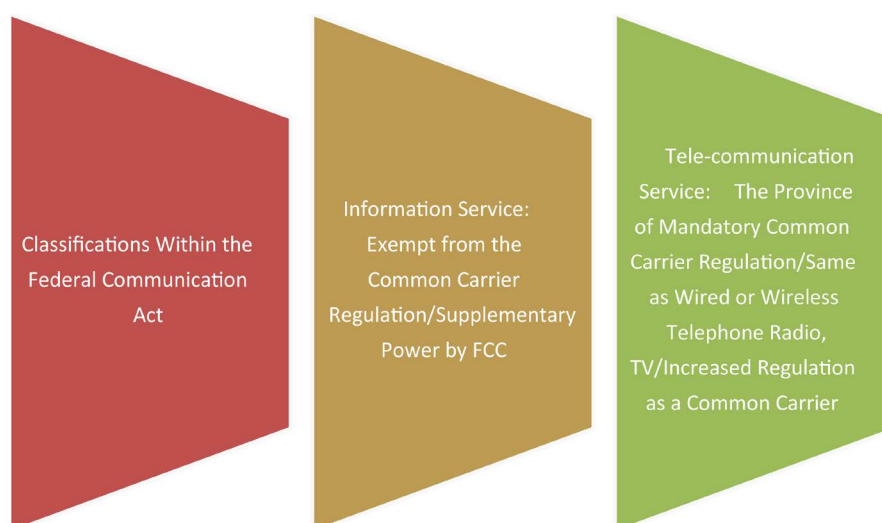 Classifications Within the
Federal Communication
Act
Information Service:
Exempt from the
Common Carrier
Regulation/Supplementary
Power by FCC
Tele-communication
Service: The Province
of Mandatory Common
Carrier Regulation/Same
as Wired or Wireless
Telephone Radio,
TV/Increased Regulation
as a Common Carrier